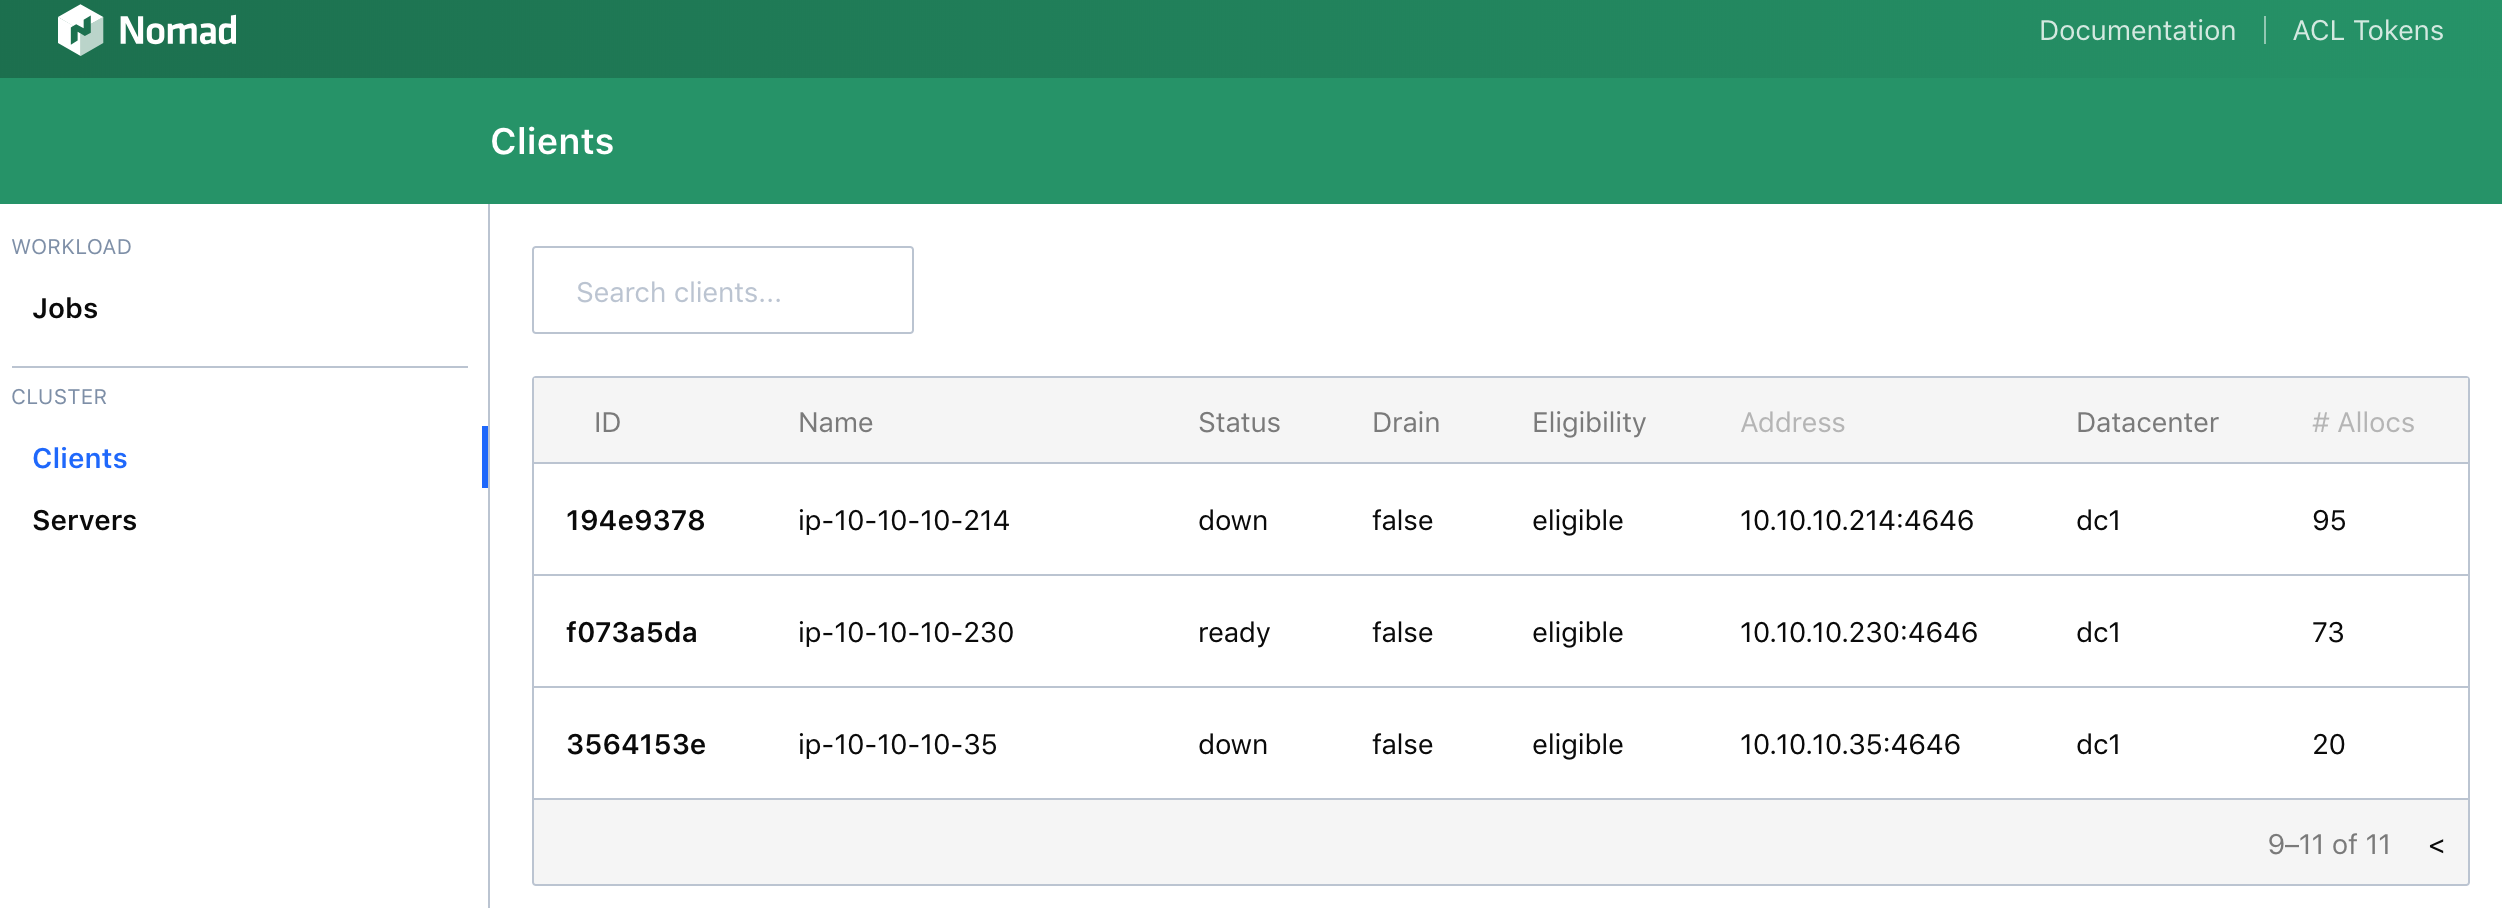 Nomad
Documentation | ACL Tokens
Clients
WORKLOAD
Jobs
CLUSTER
Clients
Servers
Search clients...
ID Name Status Drain Eligibility Address Datacenter # Allocs
194e9378 ip-10-10-10-214 down false eligible 10.10.10.214:4646 dc1 95
f073a5da ip-10-10-10-230 ready false eligible 10.10.10.230:4646 dc1 73
3564153e ip-10-10-10-35 down false eligible 10.10.10.35:4646 dc1 20
9–11 of 11 <